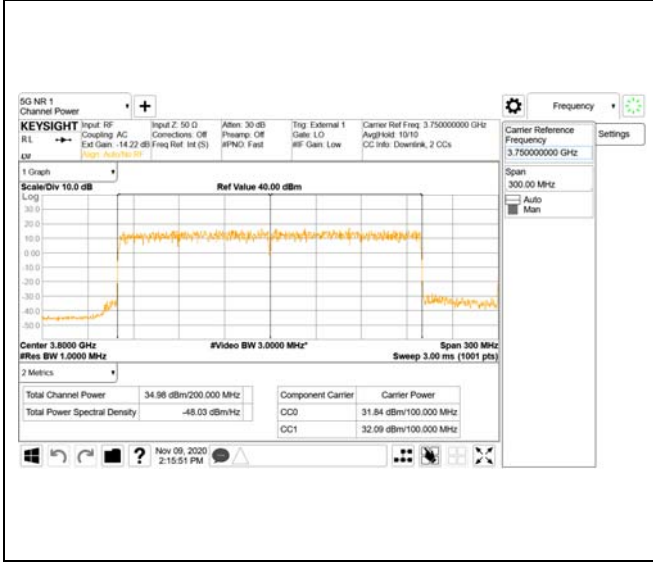 5G NR 1
Channel Power
Frequency
KEYSIGHT
RL
Input: RF
Coupling: AC
Ext Gain: -14.22 dB
Align: Auto/No RF
Input Z: 50 Ω
Corrections: Off
Freq Ref: Int (S)
Atten: 30 dB
Preamp: Off
#PNO: Fast
Trig: External 1
Gate: LO
#IF Gain: Low
Carrier Ref Freq: 3.750000000 GHz
Avg|Hold: 10/10
CC Info: Downlink, 2 CCs
Carrier Reference
Frequency
3.750000000 GHz
Settings
Span
300.00 MHz
Auto
Man
1 Graph
Scale/Div 10.0 dB
Ref Value 40.00 dBm
Log
30.0
20.0
10.0
0.00
-10.0
-20.0
-30.0
-40.0
-50.0
Center 3.8000 GHz
#Video BW 3.0000 MHz*
Span 300 MHz
#Res BW 1.0000 MHz
Sweep 3.00 ms (1001 pts)
2 Metrics
Total Channel Power 34.98 dBm/200.000 MHz
Total Power Spectral Density -48.03 dBm/Hz
Component Carrier Carrier Power
CC0 31.84 dBm/100.000 MHz
CC1 32.09 dBm/100.000 MHz
?
Nov 09, 2020
2:15:51 PM